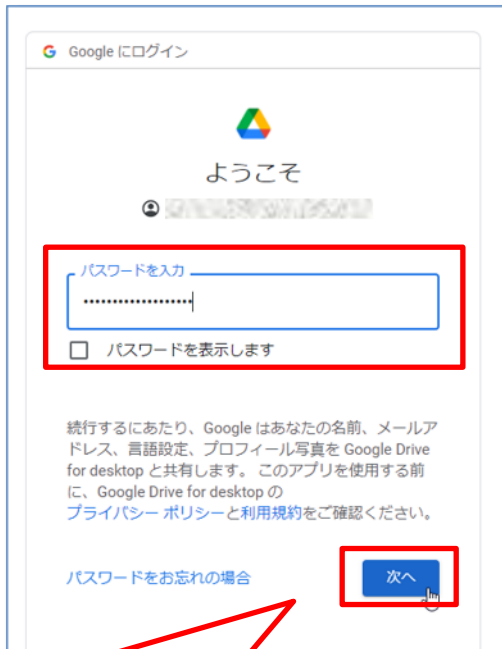 Google にログイン
ようこそ
パスワードを入力
•••••••••••••••••••
パスワードを表示します
続行するにあたり、Google はあなたの名前、メールア
ドレス、言語設定、プロフィール写真を Google Drive
for desktop と共有します。 このアプリを使用する前
に、Google Drive for desktop の
プライバシー ポリシーと利用規約をご確認ください。
パスワードをお忘れの場合
次へ